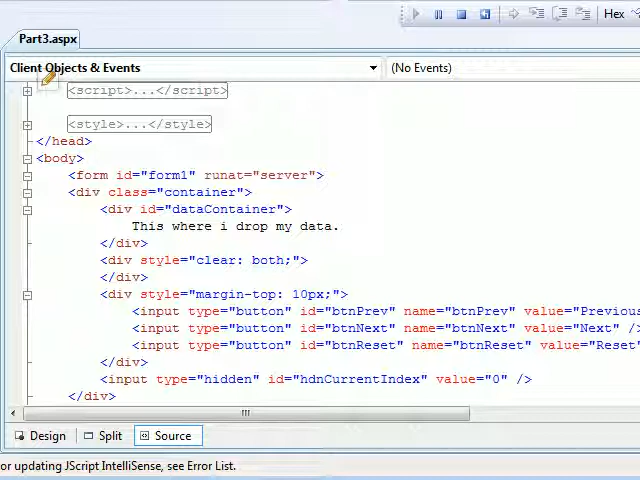 Hex
Part3.aspx
Client Objects & Events
(No Events)
<script>...</script>
<style>...</style>
</head>
<body>
<form id="form1" runat="server">
<div class="container">
<div id="dataContainer">
This where i drop my data.
</div>
<div style="clear: both;">
</div>
<div style="margin-top: 10px;">
<input type="button" id="btnPrev" name="btnPrev" value="Previous
<input type="button" id="btnNext" name="btnNext" value="Next" />
<input type="button" id="btnReset" name="btnReset" value="Reset"
</div>
<input type="hidden" id="hdnCurrentIndex" value="0" />
</div>
Design
Split
Source
or updating JScript IntelliSense, see Error List.